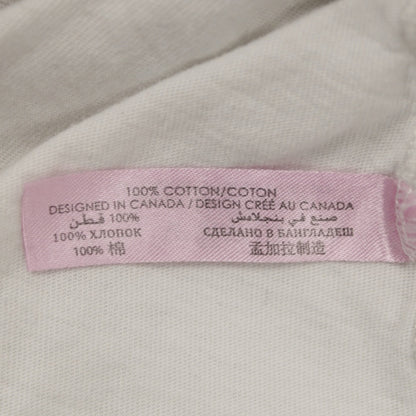 100% COTTON/COTON
DESIGNED IN CANADA / DESIGN CRÉÉ AU CANADA
100% قطن صنع في بنجلادش
100% ХЛОПОК СДЕЛАНО В БАНГЛАДЕШ
100% 棉 孟加拉制造